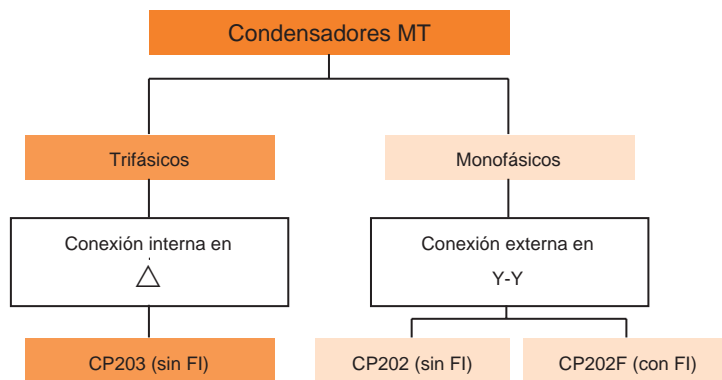 Condensadores MT
Trifásicos
Monofásicos
Conexión interna en
Conexión externa en
Y-Y
CP203 (sin FI)
CP202 (sin FI)
CP202F (con FI)